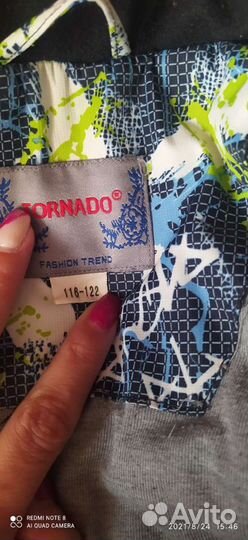 TORNADO®
FASHION TREND
116-122
REDMI NOTE 8
AI QUAD CAMERA
Avito
2021/8/24 15:46